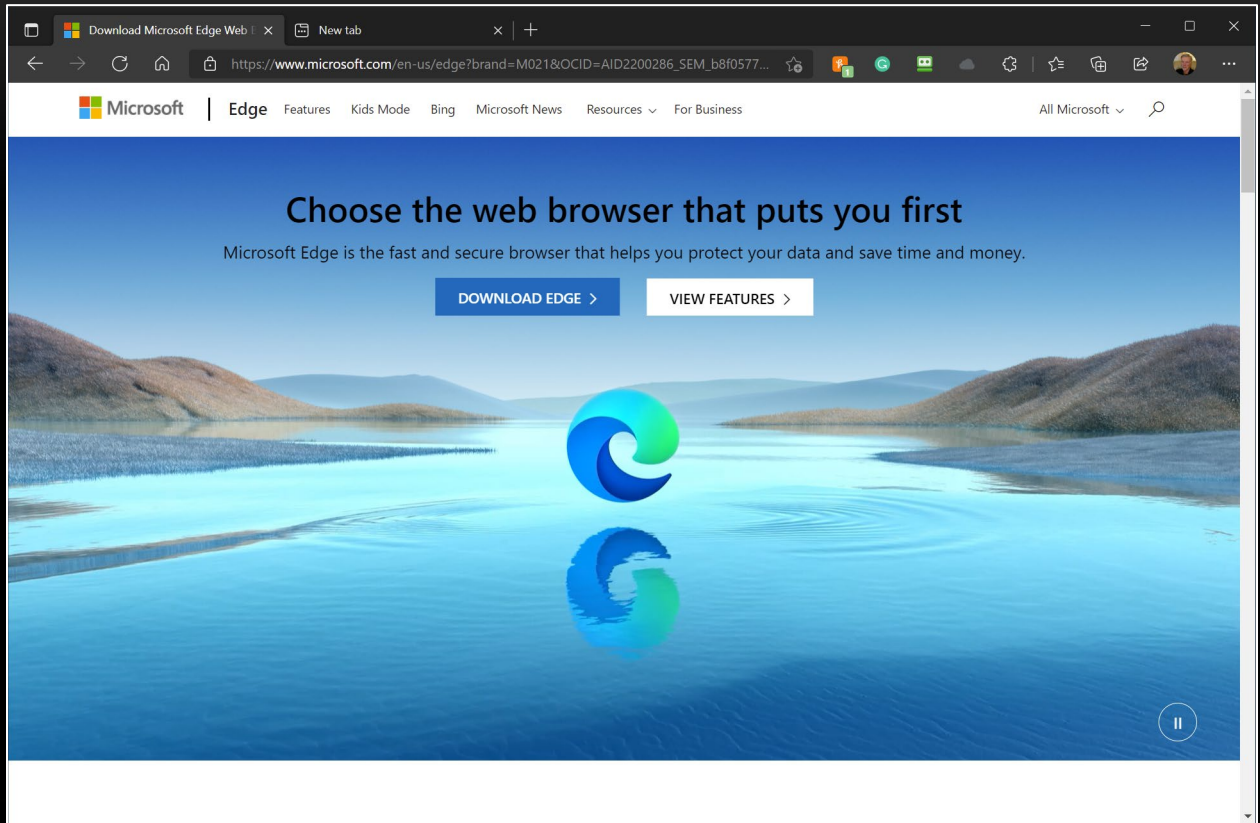 Download Microsoft Edge Web
New tab
https://www.microsoft.com/en-us/edge?brand=M021&OCID=AID2200286_SEM_b8f0577...
1
G
Microsoft
Edge
Features
Kids Mode
Bing
Microsoft News
Resources
For Business
All Microsoft
Choose the web browser that puts you first
Microsoft Edge is the fast and secure browser that helps you protect your data and save time and money.
DOWNLOAD EDGE >
VIEW FEATURES >